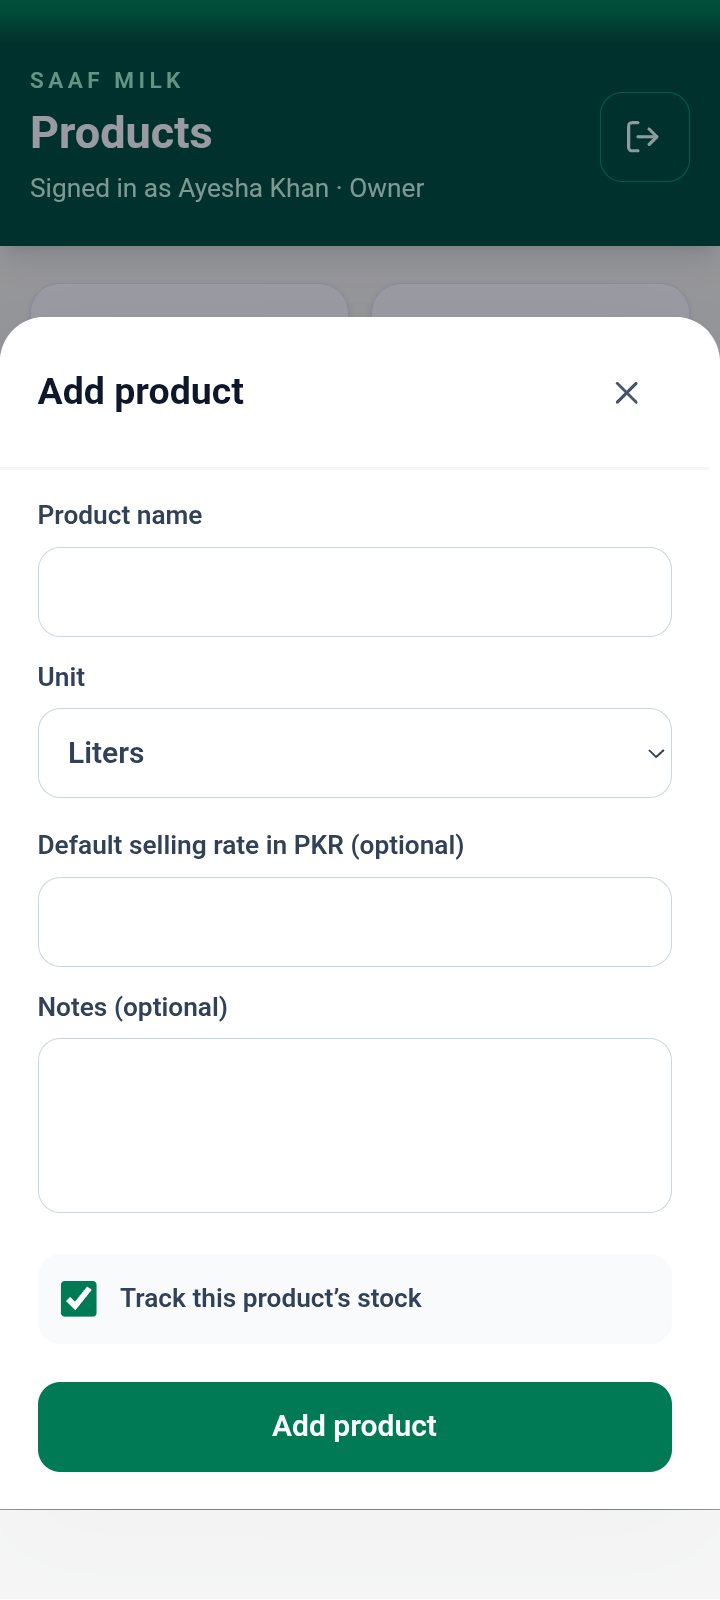 SAAF MILK
Products
Signed in as Ayesha Khan · Owner
Add product
Product name
Unit
Liters
Default selling rate in PKR (optional)
Notes (optional)
Track this product’s stock
Add product